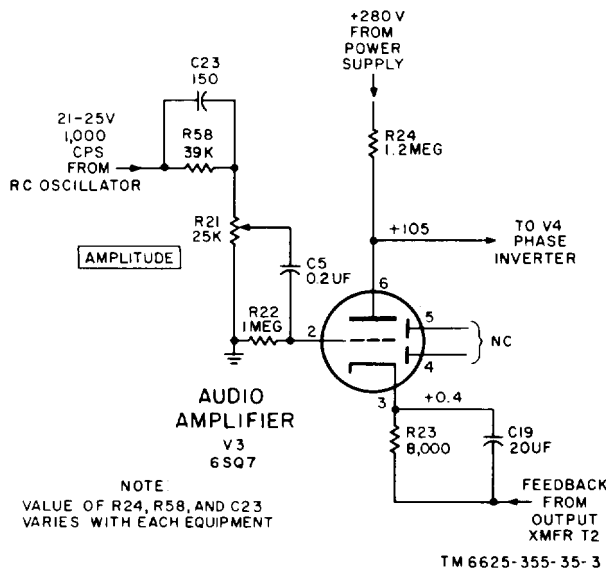 +280V
FROM
POWER
SUPPLY
C23
150
21-25V
1,000
CPS
FROM
RC OSCILLATOR
R58
39K
R24
1.2MEG
R21
25K
+105
TO V4
PHASE
INVERTER
AMPLITUDE
C5
0.2UF
6
R22
1MEG
2
5
4
NC
3
+0.4
AUDIO
AMPLIFIER
V3
6SQ7
R23
8,000
C19
20UF
NOTE:
VALUE OF R24, R58, AND C23
VARIES WITH EACH EQUIPMENT
FEEDBACK
FROM
OUTPUT
XMFR T2
TM6625-355-35-3